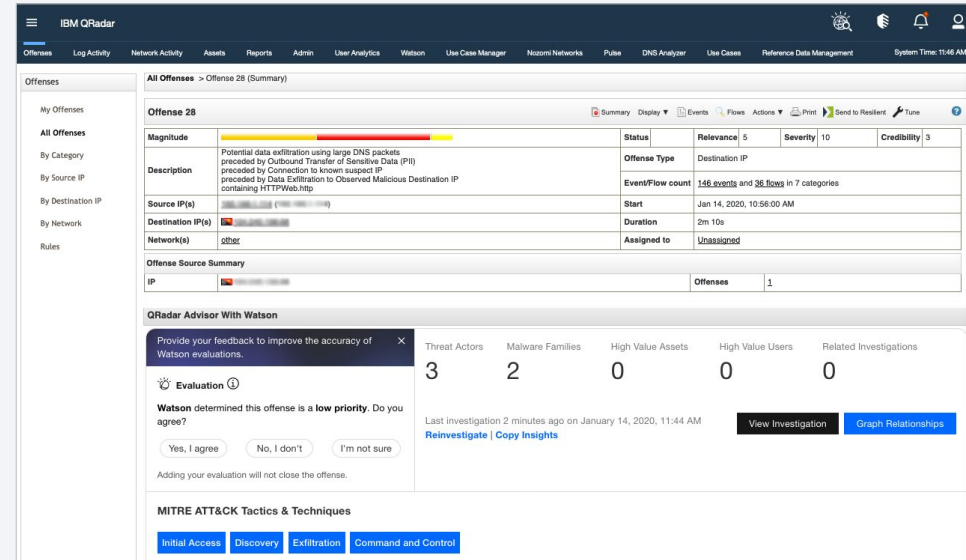 IBM QRadar
Offenses Log Activity Network Activity Assets Reports Admin User Analytics Watson Use Case Manager Nozomi Networks Pulse DNS Analyzer Use Cases Reference Data Management System Time: 11:46 AM
Offenses
My Offenses
All Offenses
By Category
By Source IP
By Destination IP
By Network
Rules
All Offenses > Offense 28 (Summary)
Offense 28 Summary Display ▼ Events Flows Actions ▼ Print Send to Resilient Tune
Magnitude Status Relevance 5 Severity 10 Credibility 3
Description
Potential data exfiltration using large DNS packets
preceded by Outbound Transfer of Sensitive Data (PII)
preceded by Connection to known suspect IP
preceded by Data Exfiltration to Observed Malicious Destination IP
containing HTTPWeb.http
Offense Type Destination IP
Event/Flow count 146 events and 36 flows in 7 categories
Source IP(s) Start Jan 14, 2020, 10:56:00 AM
Destination IP(s) Duration 2m 10s
Network(s) other Assigned to Unassigned
Offense Source Summary
IP Offenses 1
QRadar Advisor With Watson
Provide your feedback to improve the accuracy of
Watson evaluations.
Evaluation
Watson determined this offense is a low priority. Do you
agree?
Yes, I agree No, I don't I'm not sure
Adding your evaluation will not close the offense.
Threat Actors Malware Families High Value Assets High Value Users Related Investigations
3 2 0 0 0
Last investigation 2 minutes ago on January 14, 2020, 11:44 AM
Reinvestigate | Copy Insights
View Investigation Graph Relationships
MITRE ATT&CK Tactics & Techniques
Initial Access Discovery Exfiltration Command and Control